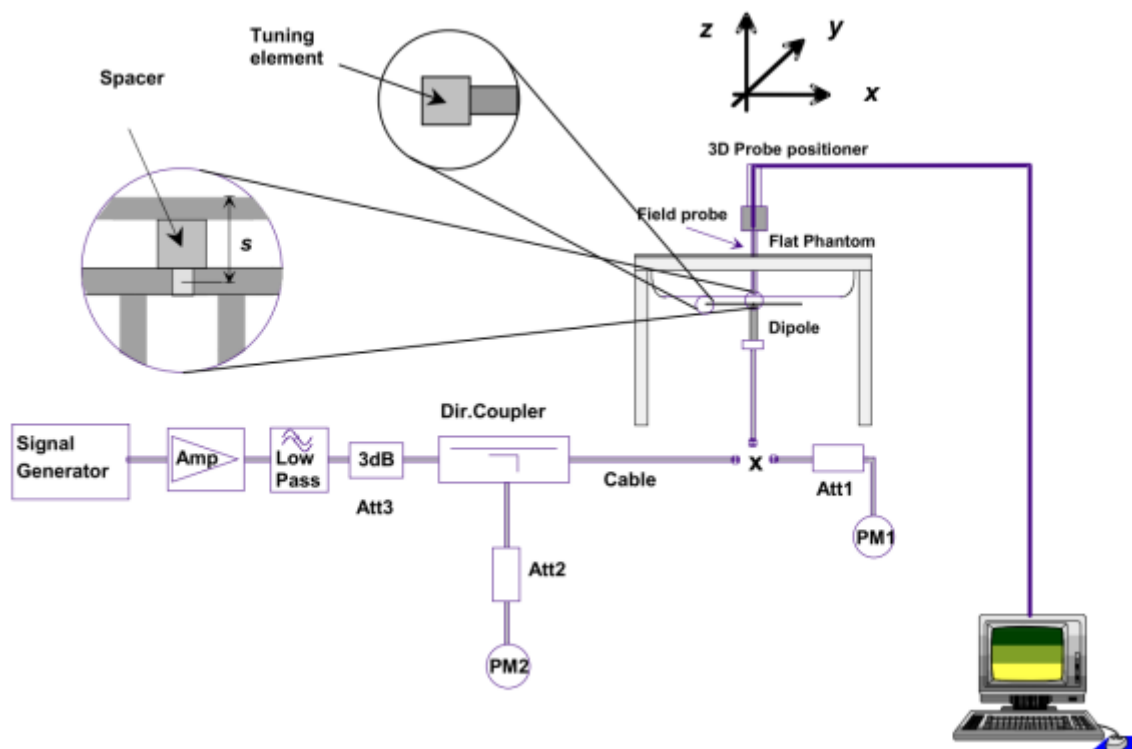 Tuning
element
Spacer
z
y
x
3D Probe positioner
Field probe
Flat Phantom
s
Dipole
Dir.Coupler
Signal
Generator
Amp
Low
Pass
3dB
Att3
Cable
x
Att1
PM1
Att2
PM2